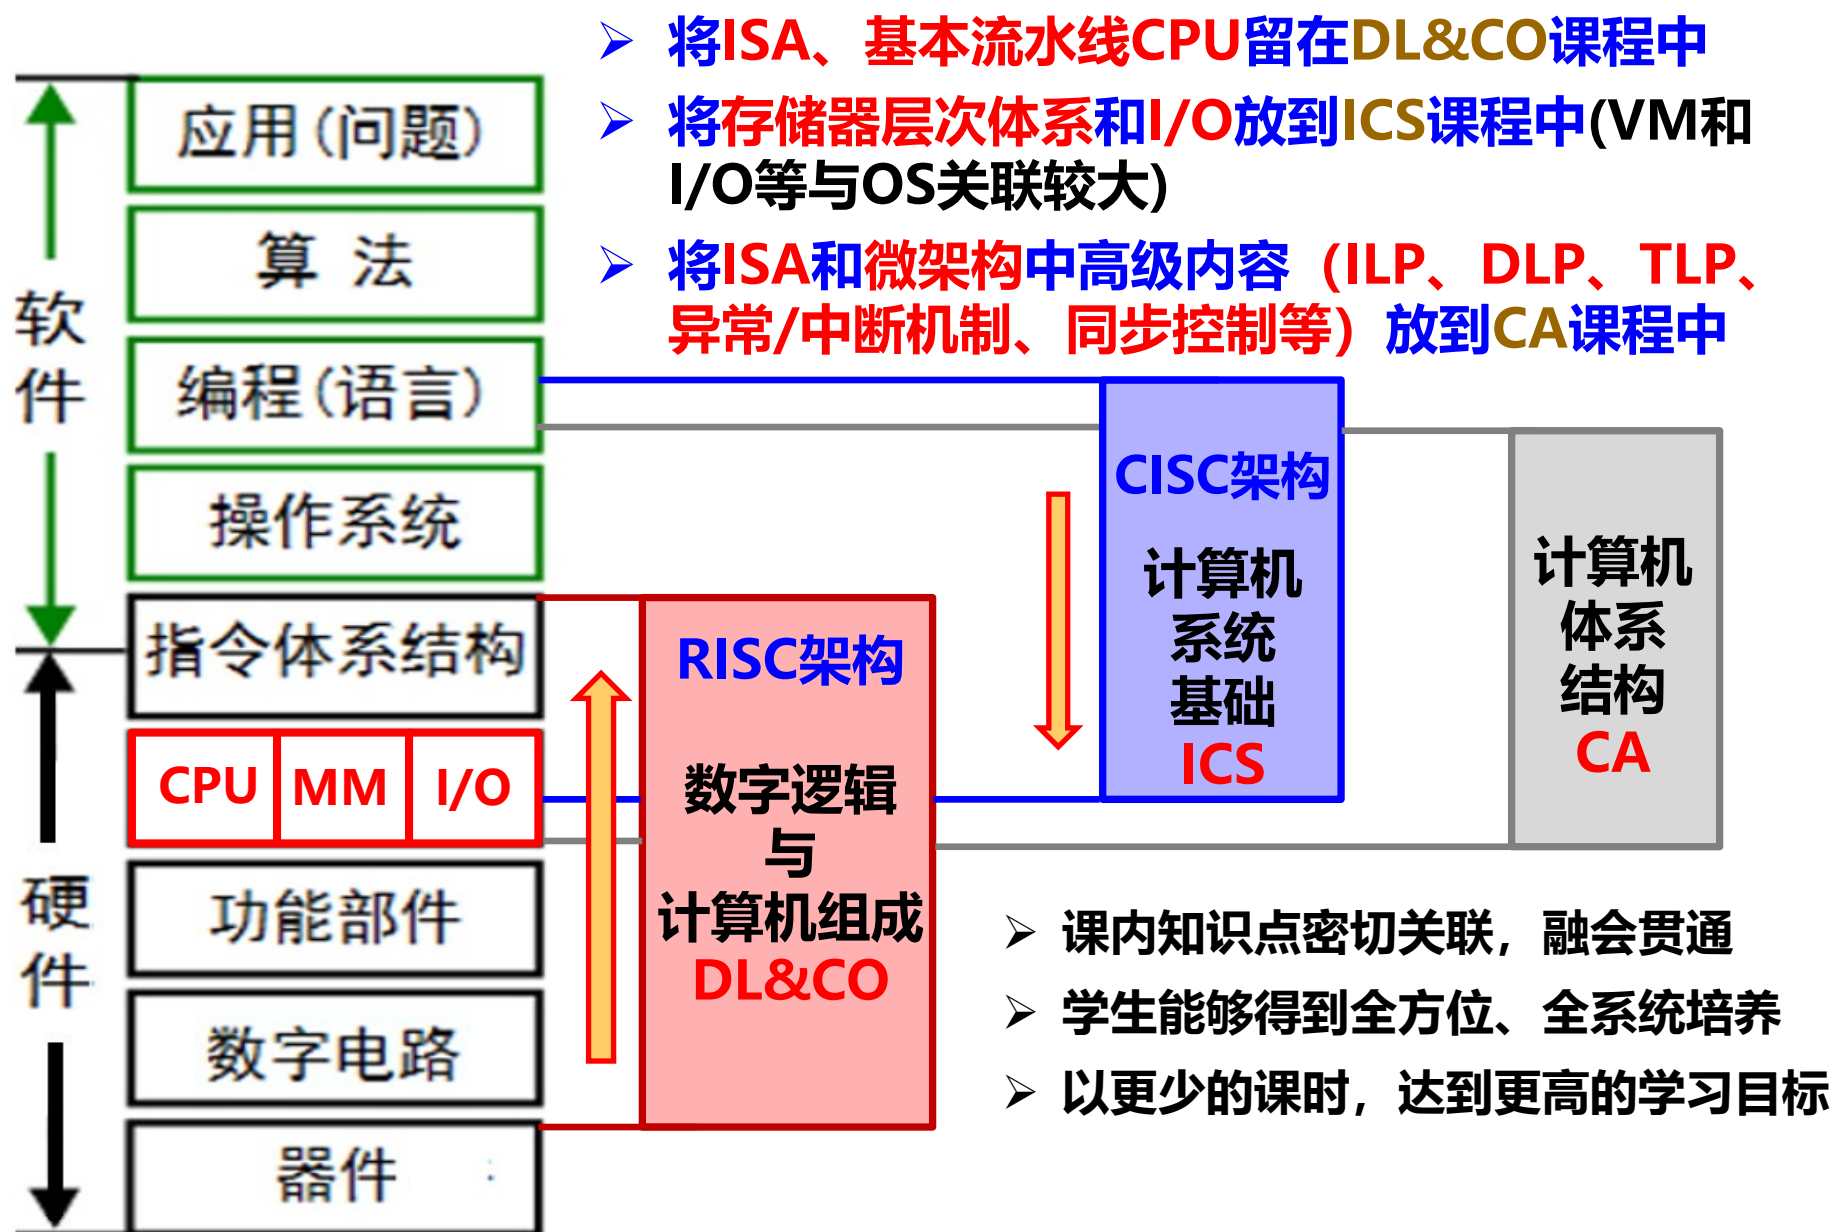 将ISA、基本流水线CPU留在DL&CO课程中
将存储器层次体系和I/O放到ICS课程中(VM和
I/O等与OS关联较大)
将ISA和微架构中高级内容（ILP、DLP、TLP、
异常/中断机制、同步控制等）放到CA课程中
软
件
硬
件
应用(问题)
算 法
编程(语言)
操作系统
指令体系结构
CPU MM I/O
功能部件
数字电路
器件
RISC架构
数字逻辑
与
计算机组成
DL&CO
CISC架构
计算机
系统
基础
ICS
计算机
体系
结构
CA
课内知识点密切关联，融会贯通
学生能够得到全方位、全系统培养
以更少的课时，达到更高的学习目标